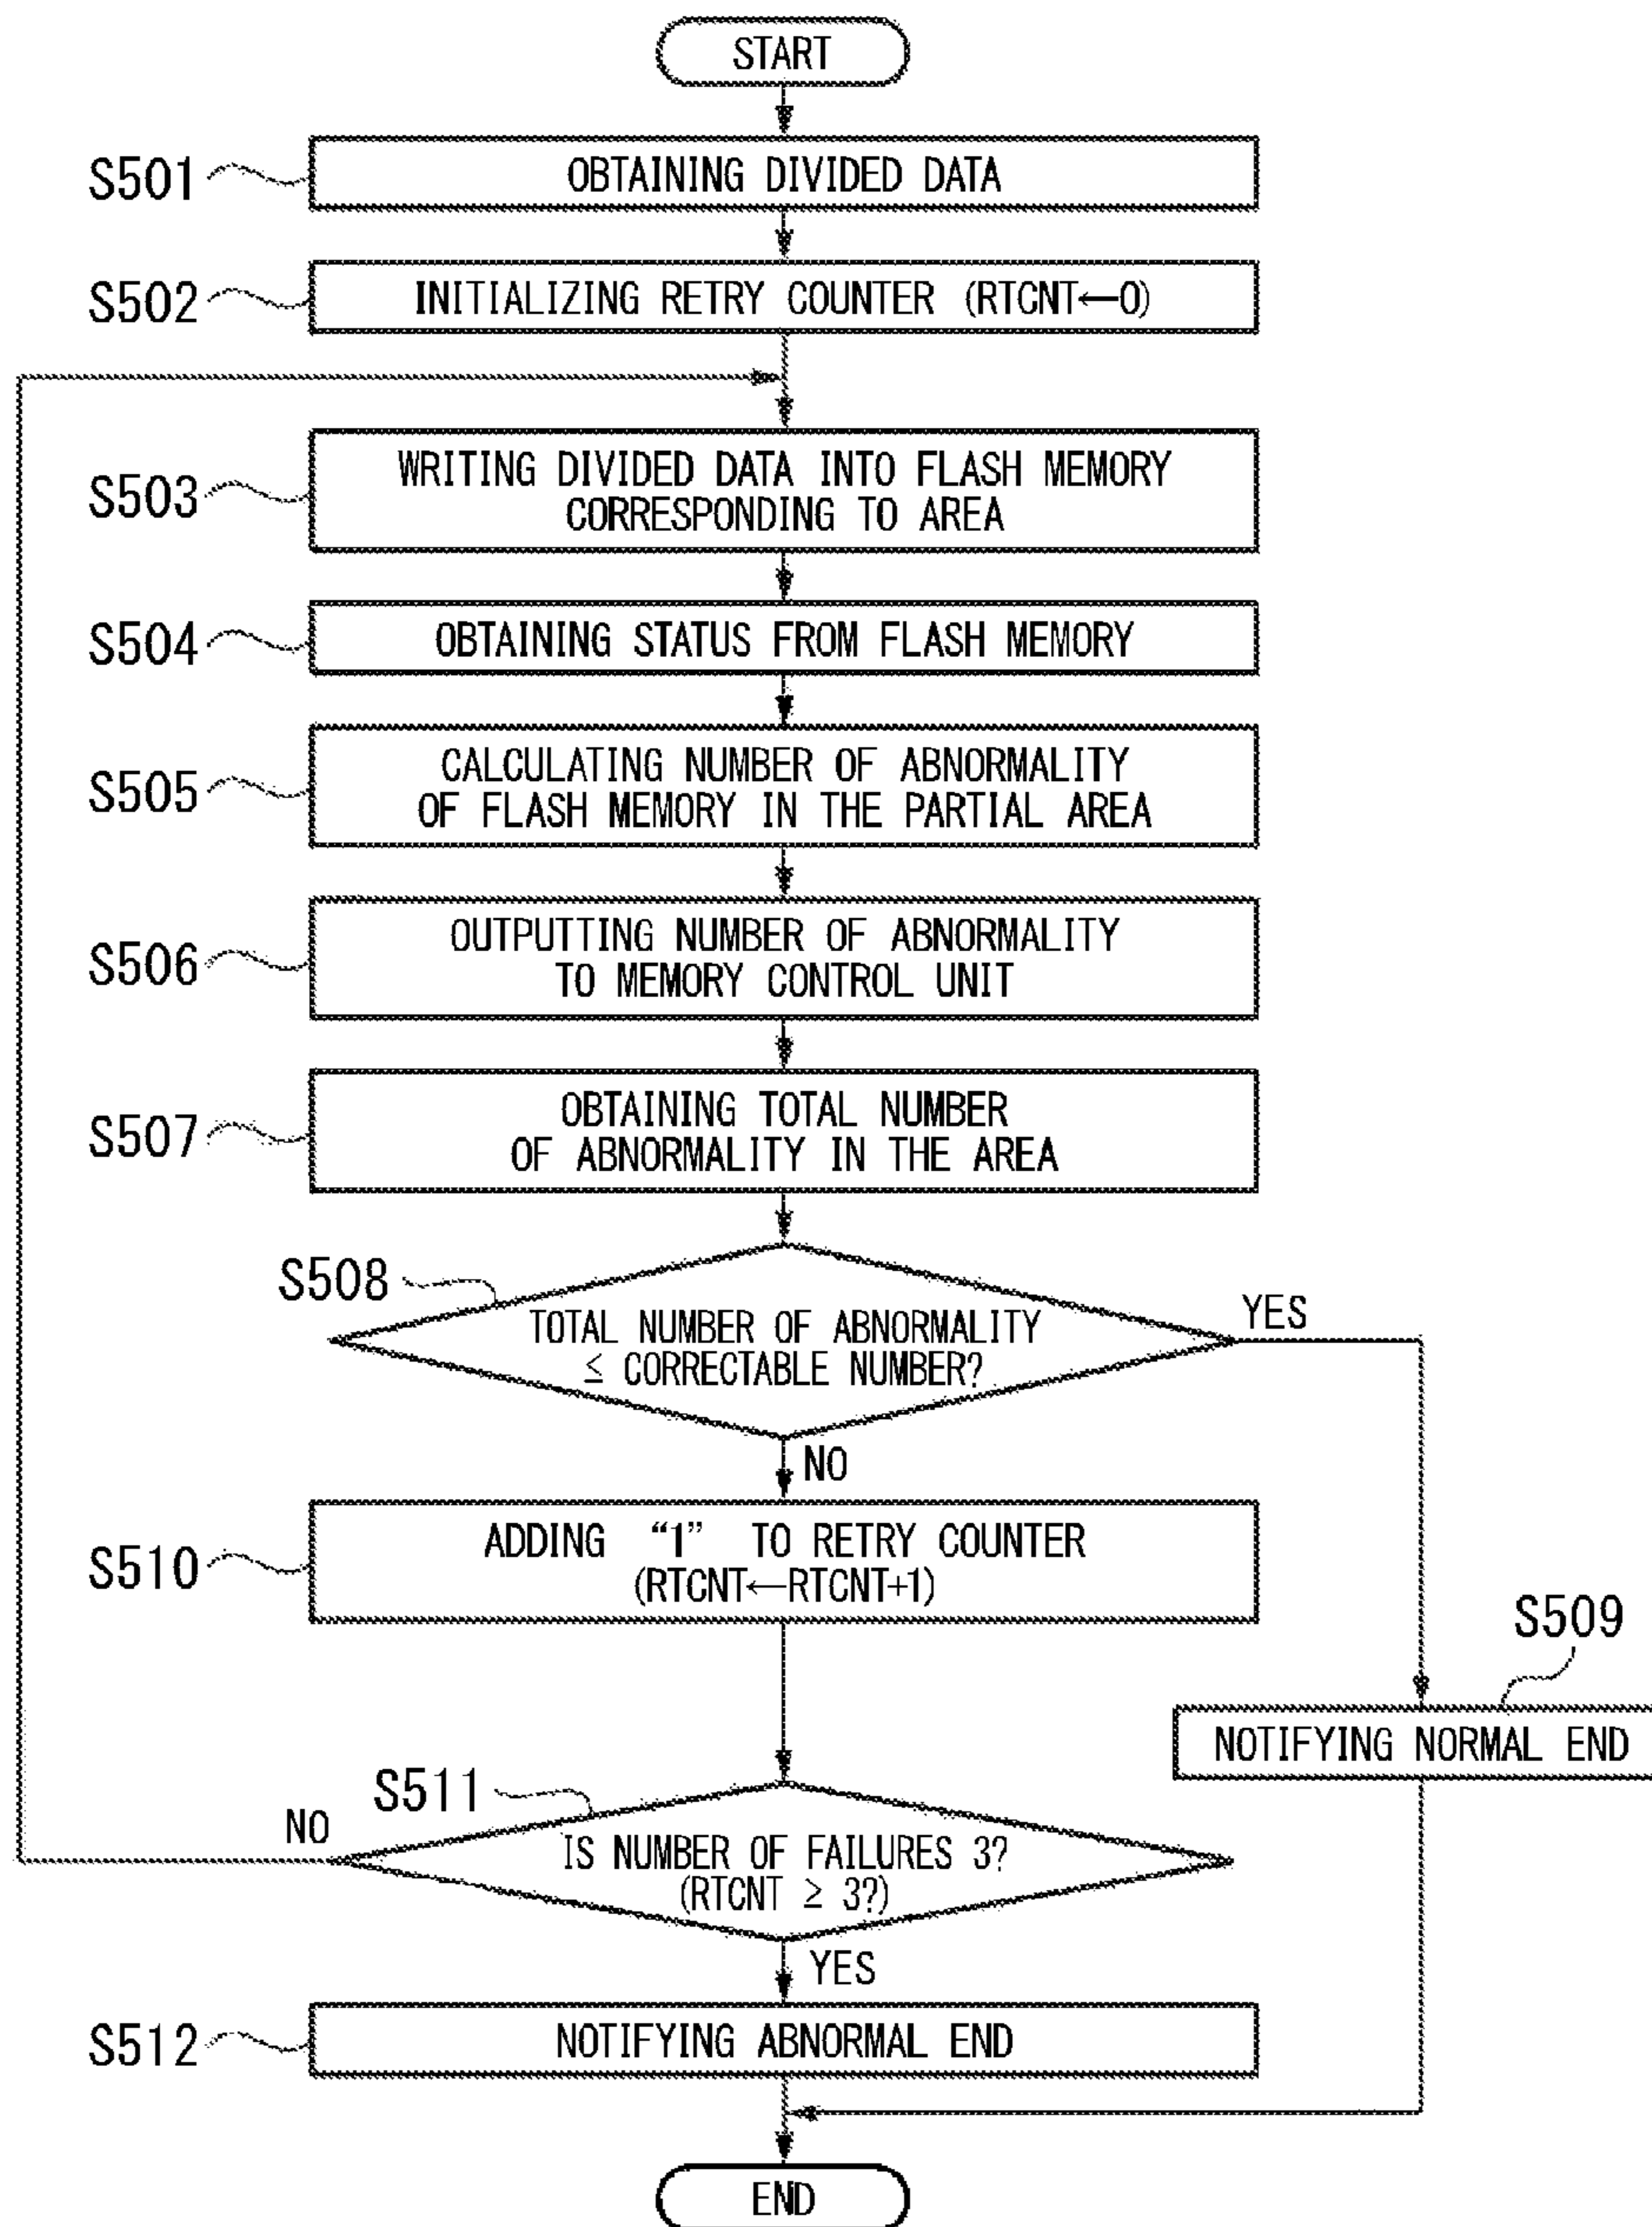 START
S501
OBTAINING DIVIDED DATA
S502
INITIALIZING RETRY COUNTER (RTCNT←0)
S503
WRITING DIVIDED DATA INTO FLASH MEMORY
CORRESPONDING TO AREA
S504
OBTAINING STATUS FROM FLASH MEMORY
S505
CALCULATING NUMBER OF ABNORMALITY
OF FLASH MEMORY IN THE PARTIAL AREA
S506
OUTPUTTING NUMBER OF ABNORMALITY
TO MEMORY CONTROL UNIT
S507
OBTAINING TOTAL NUMBER
OF ABNORMALITY IN THE AREA
S508
TOTAL NUMBER OF ABNORMALITY
≤ CORRECTABLE NUMBER?
YES
NO
S510
ADDING “1” TO RETRY COUNTER
(RTCNT←RTCNT+1)
S509
NOTIFYING NORMAL END
S511
NO
IS NUMBER OF FAILURES 3?
(RTCNT ≥ 3?)
YES
S512
NOTIFYING ABNORMAL END
END